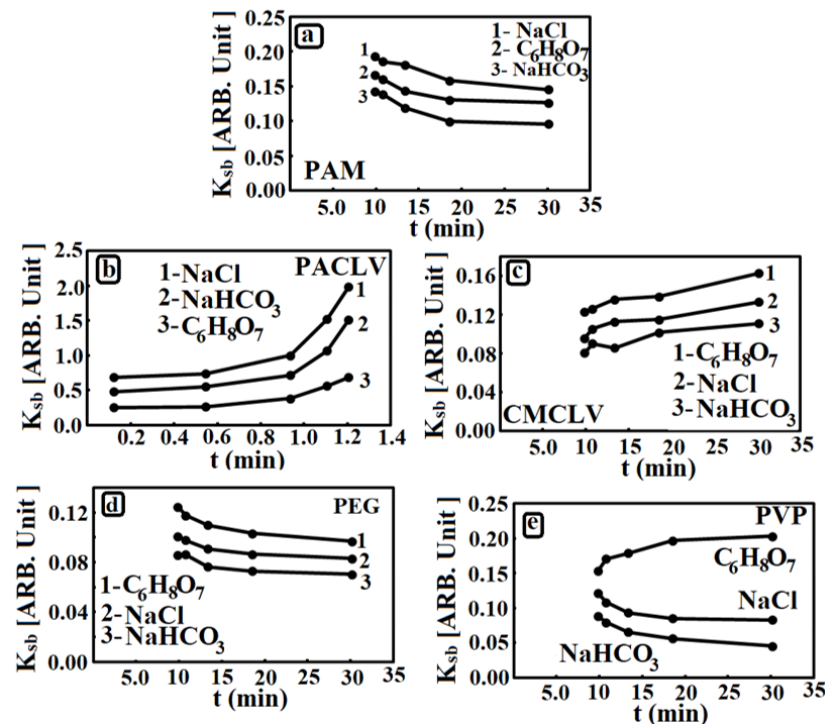 a
1- NaCl
2- C₆H₈O₇
3- NaHCO₃
0.25
0.20
0.15
0.10
0.05
0.00
K_sb [ARB. Unit ]
1
2
3
PAM
5.0 10 15 20 25 30 35
t (min)
b
PACLV
1-NaCl
2-NaHCO₃
3-C₆H₈O₇
2.5
2.0
1.5
1.0
0.5
0.0
K_sb [ARB. Unit ]
1
2
3
0.2 0.4 0.6 0.8 1.0 1.2 1.4
t (min)
c
0.16
0.12
0.08
0.04
0.00
K_sb [ARB. Unit ]
1
2
3
1-C₆H₈O₇
2-NaCl
3-NaHCO₃
CMCLV
5.0 10 15 20 25 30 35
t (min)
d
PEG
0.12
0.08
0.04
0.00
K_sb [ARB. Unit ]
1
2
3
1-C₆H₈O₇
2-NaCl
3-NaHCO₃
5.0 10 15 20 25 30 35
t (min)
e
PVP
0.25
0.20
0.15
0.10
0.05
0.00
K_sb [ARB. Unit ]
C₆H₈O₇
NaCl
NaHCO₃
5.0 10 15 20 25 30 35
t (min)